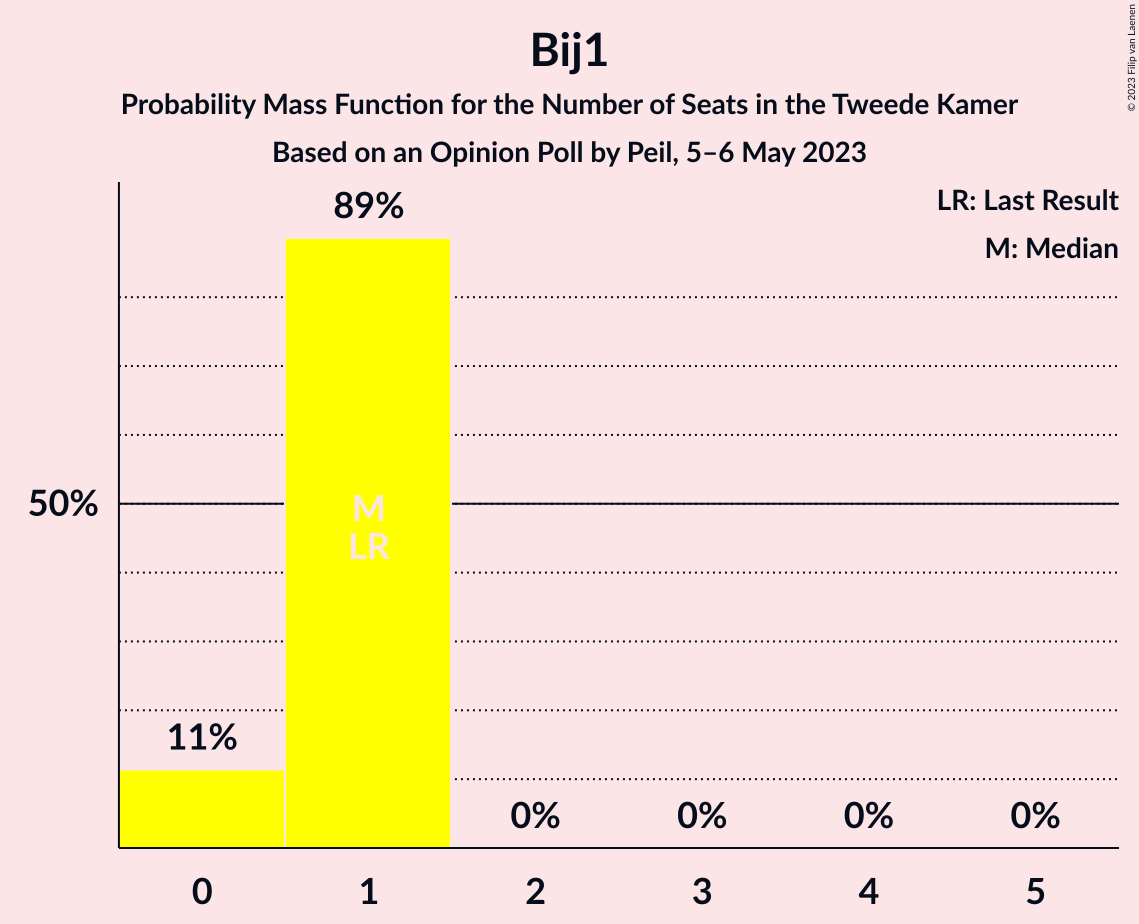 Bij1
Probability Mass Function for the Number of Seats in the Tweede Kamer
Based on an Opinion Poll by Peil, 5–6 May 2023
© 2023 Filip van Laenen
LR: Last Result
M: Median
89%
50%
M
LR
11%
0%
0%
0%
0%
0
1
2
3
4
5